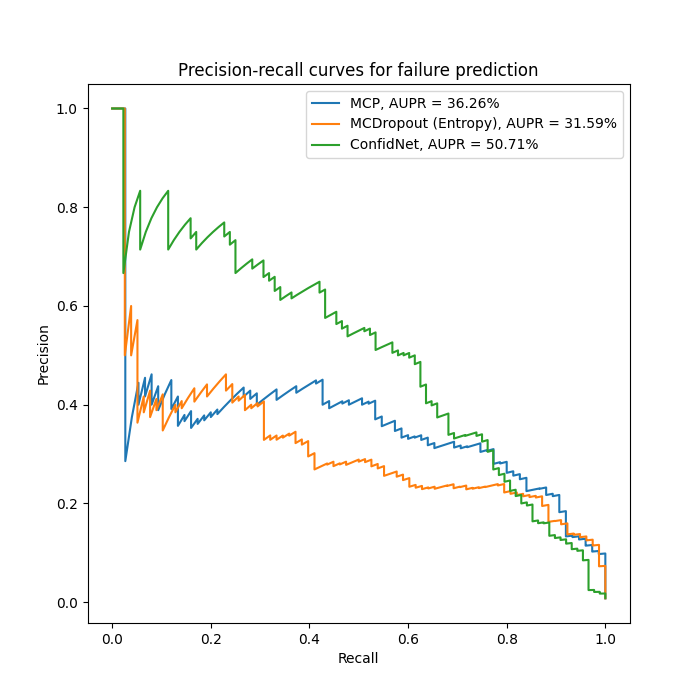 Precision-recall curves for failure prediction
MCP, AUPR = 36.26%
MCDropout (Entropy), AUPR = 31.59%
ConfidNet, AUPR = 50.71%
Precision
1.0
0.8
0.6
0.4
0.2
0.0
0.0 0.2 0.4 0.6 0.8 1.0
Recall